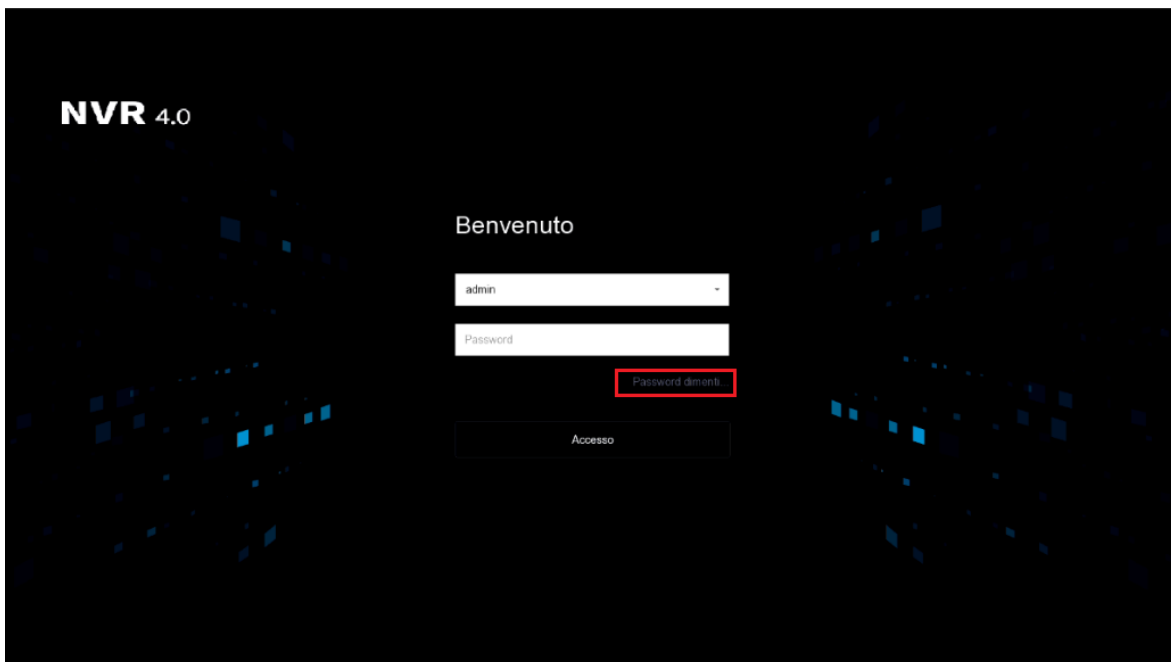 NVR 4.0
Benvenuto
admin
Password
Password dimenti...
Accesso